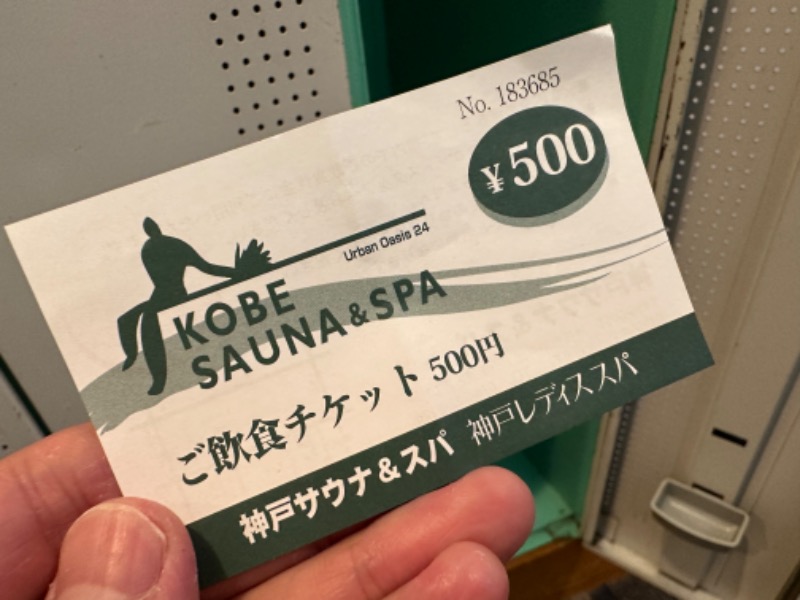 No. 183685
¥500
Urban Oasis 24
KOBE
SAUNA&SPA
ご飲食チケット 500円
神戸サウナ&スパ 神戸レディススパ